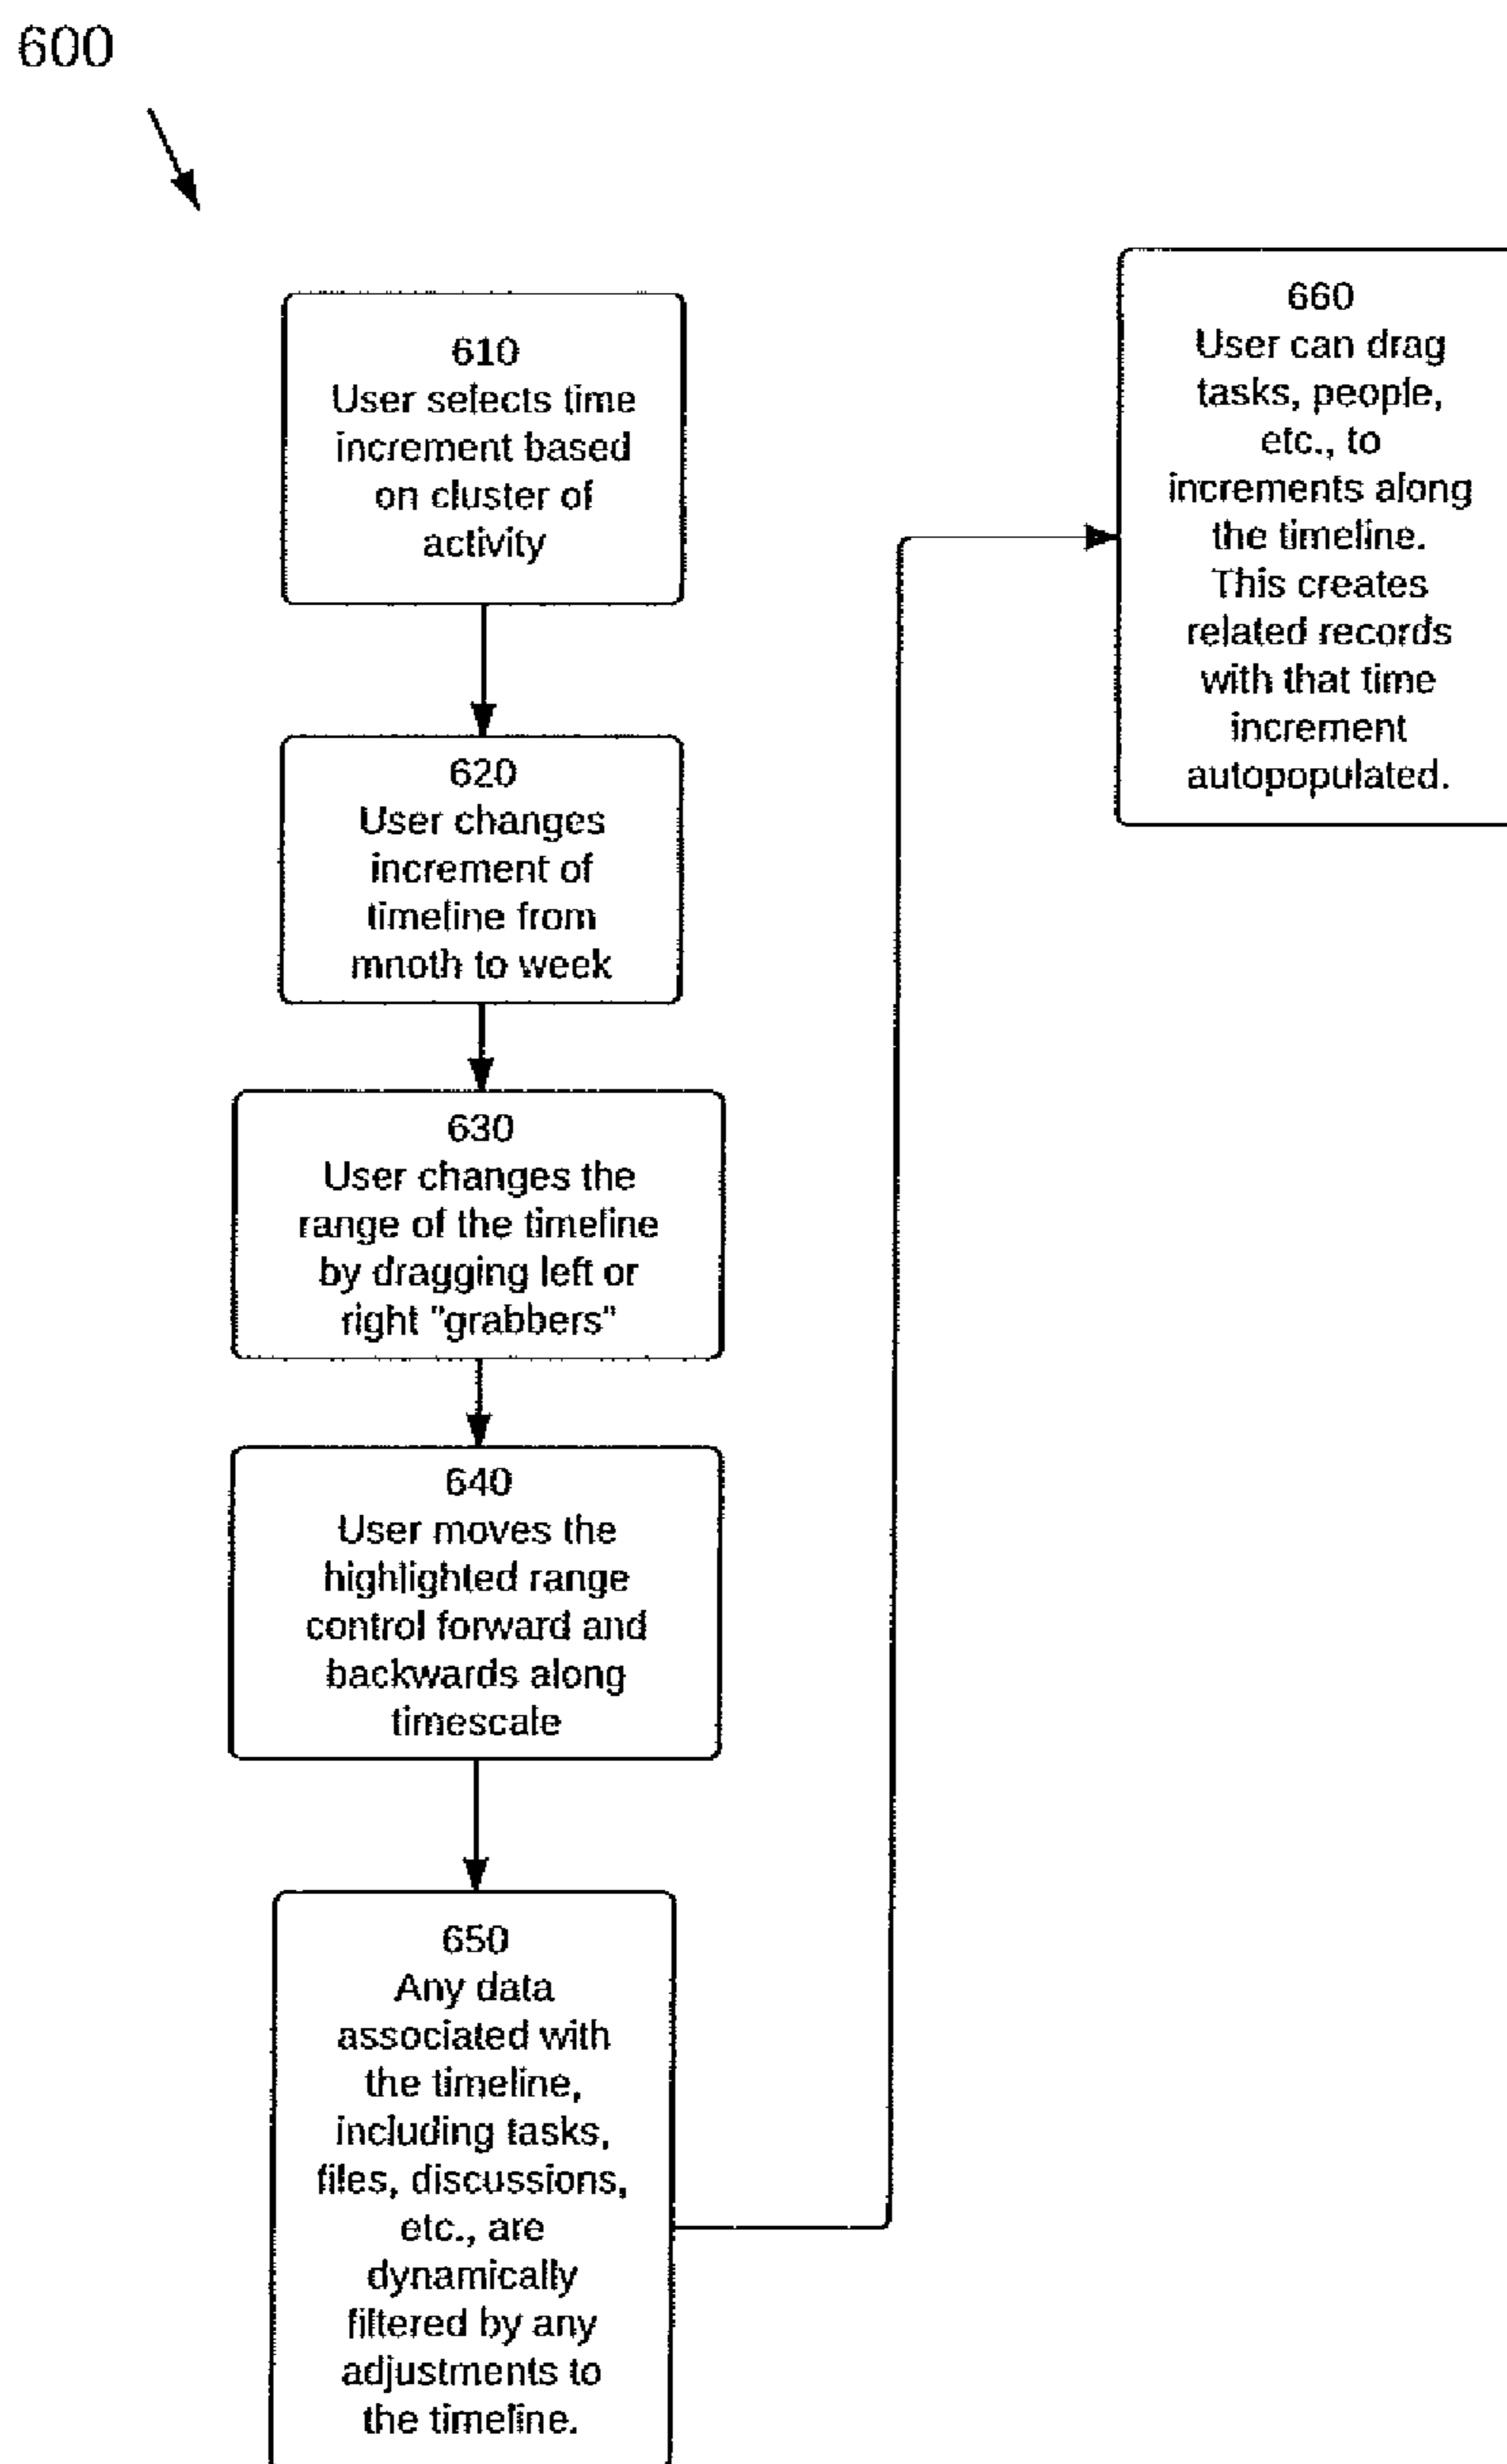 600
610
User selects time
increment based
on cluster of
activity
620
User changes
increment of
timeline from
mnoth to week
630
User changes the
range of the timeline
by dragging left or
right "grabbers"
640
User moves the
highlighted range
control forward and
backwards along
timescale
650
Any data
associated with
the timeline,
including tasks,
files, discussions,
etc., are
dynamically
filtered by any
adjustments to
the timeline.
660
User can drag
tasks, people,
etc., to
increments along
the timeline.
This creates
related records
with that time
increment
autopopulated.